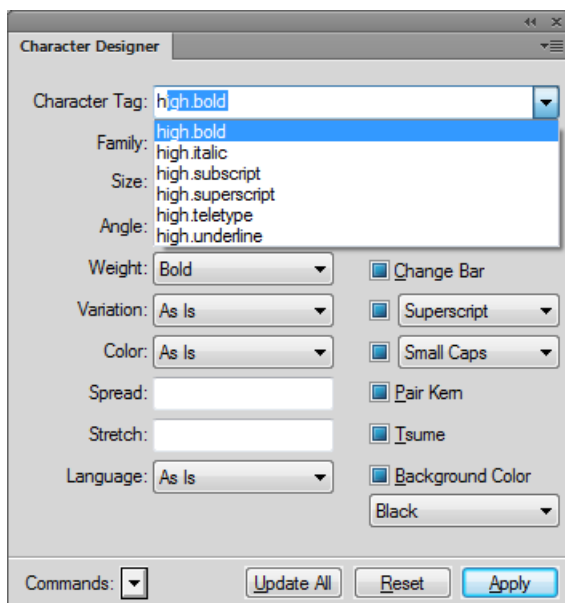 Character Designer
Character Tag: high.bold
high.bold
Family:
high.italic
high.subscript
Size:
high.superscript
high.teletype
Angle:
high.underline
Weight: Bold Change Bar
Variation: As Is Superscript
Color: As Is Small Caps
Spread: Pair Kern
Stretch: Tsume
Language: As Is Background Color
Black
Commands: Update All Reset Apply